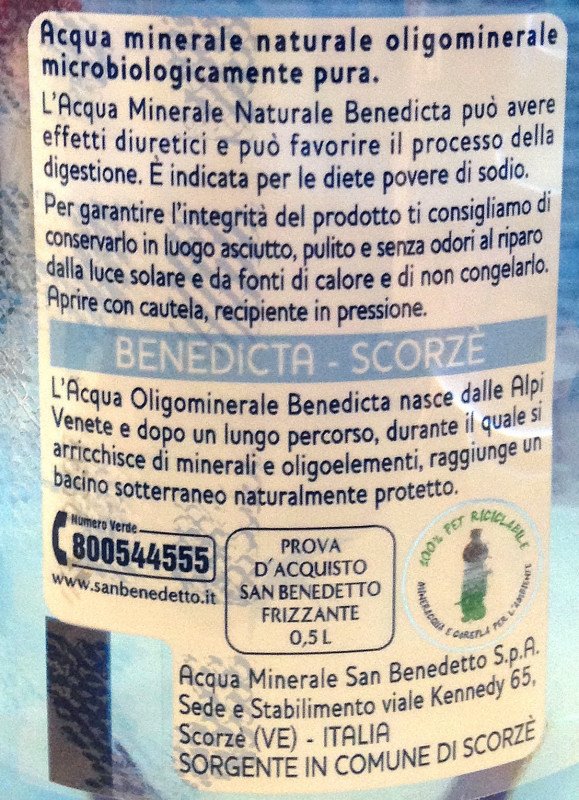 Acqua minerale naturale oligominerale
microbiologicamente pura.
L'Acqua Minerale Naturale Benedicta può avere
effetti diuretici e può favorire il processo della
digestione. È indicata per le diete povere di sodio.
Per garantire l'integrità del prodotto ti consigliamo di
conservarlo in luogo asciutto, pulito e senza odori al riparo
dalla luce solare e da fonti di calore e di non congelarlo.
Aprire con cautela, recipiente in pressione.
BENEDICTA - SCORZÈ
L'Acqua Oligominerale Benedicta nasce dalle Alpi
Venete e dopo un lungo percorso, durante il quale si
arricchisce di minerali e oligoelementi, raggiunge un
bacino sotterraneo naturalmente protetto.
Numero Verde
800544555
www.sanbenedetto.it
PROVA
D'ACQUISTO
SAN BENEDETTO
FRIZZANTE
0,5 L
100% PET RICICLABILE
MINERACQUA E COREPLA PER L'AMBIENTE
Acqua Minerale San Benedetto S.p.A.
Sede e Stabilimento viale Kennedy 65,
Scorzè (VE) - ITALIA
SORGENTE IN COMUNE DI SCORZÈ